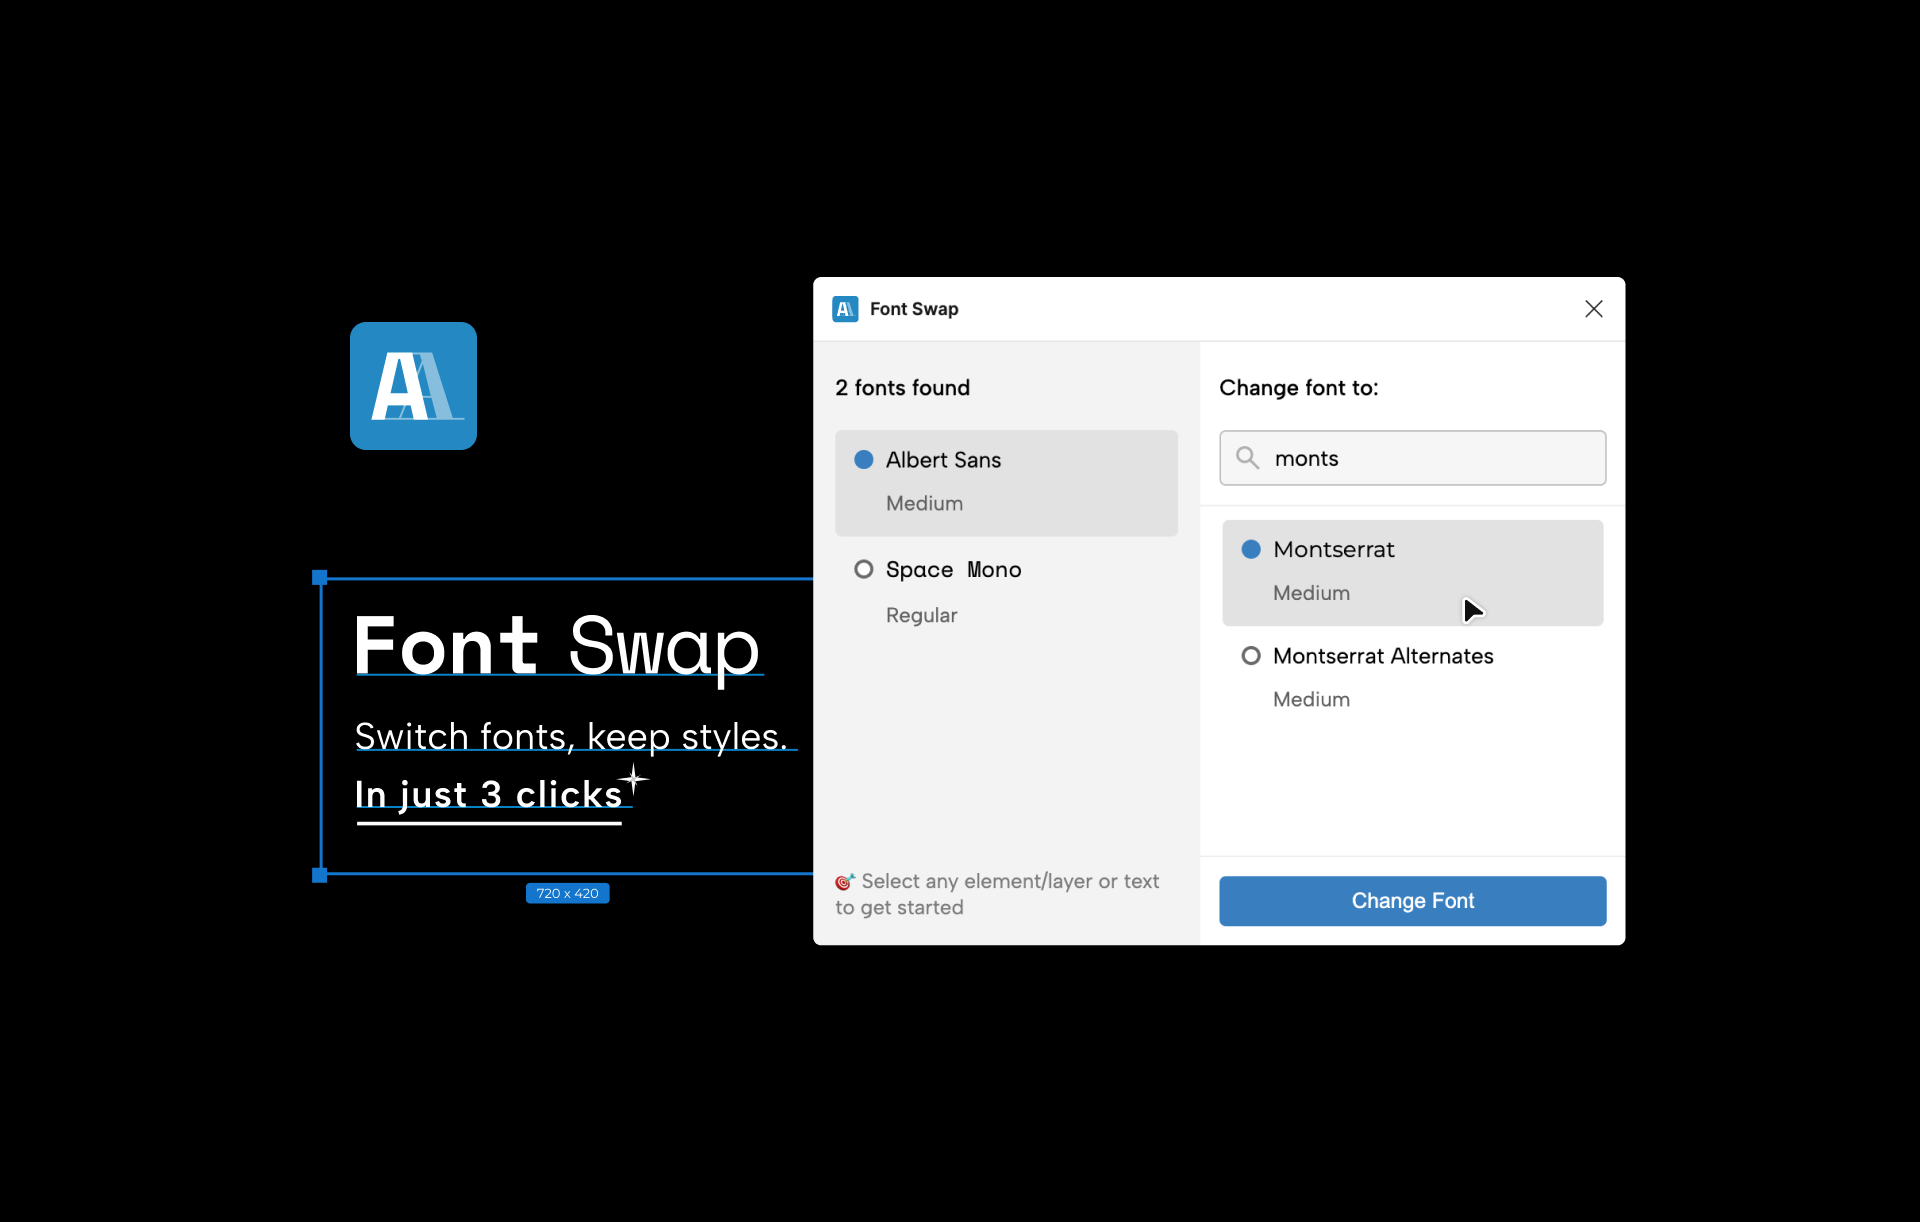 Font Swap
Switch fonts, keep styles.
In just 3 clicks
720 x 420
Font Swap
2 fonts found
Albert Sans
Medium
Space Mono
Regular
🎯 Select any element/layer or text
to get started
Change font to:
monts
Montserrat
Medium
Montserrat Alternates
Medium
Change Font